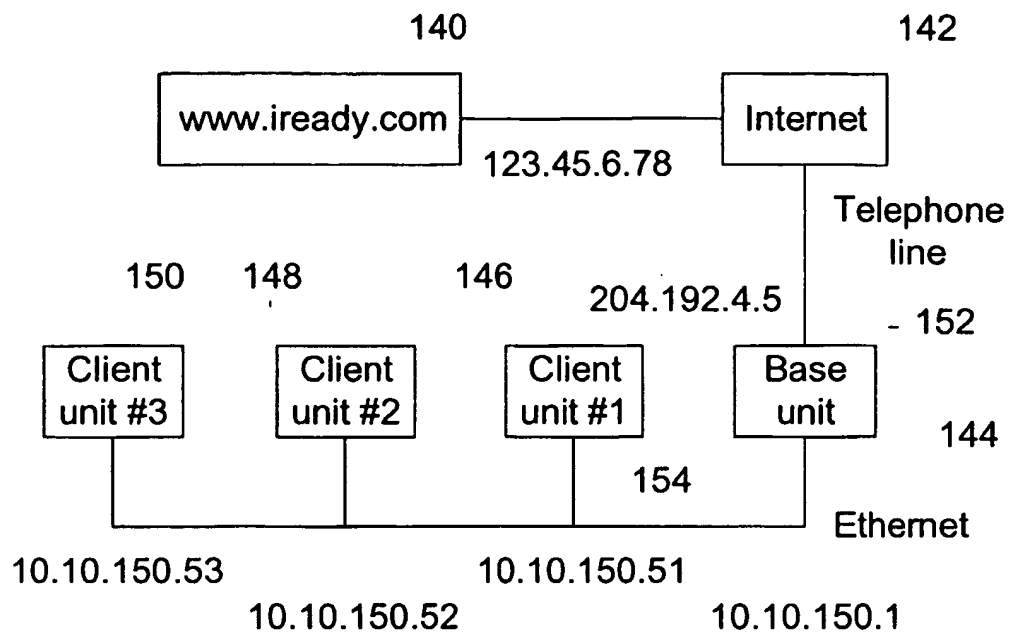 140
142
www.iready.com
Internet
123.45.6.78
Telephone
line
150
148
146
204.192.4.5
152
Client
unit #3
Client
unit #2
Client
unit #1
Base
unit
144
154
Ethernet
10.10.150.53
10.10.150.51
10.10.150.52
10.10.150.1